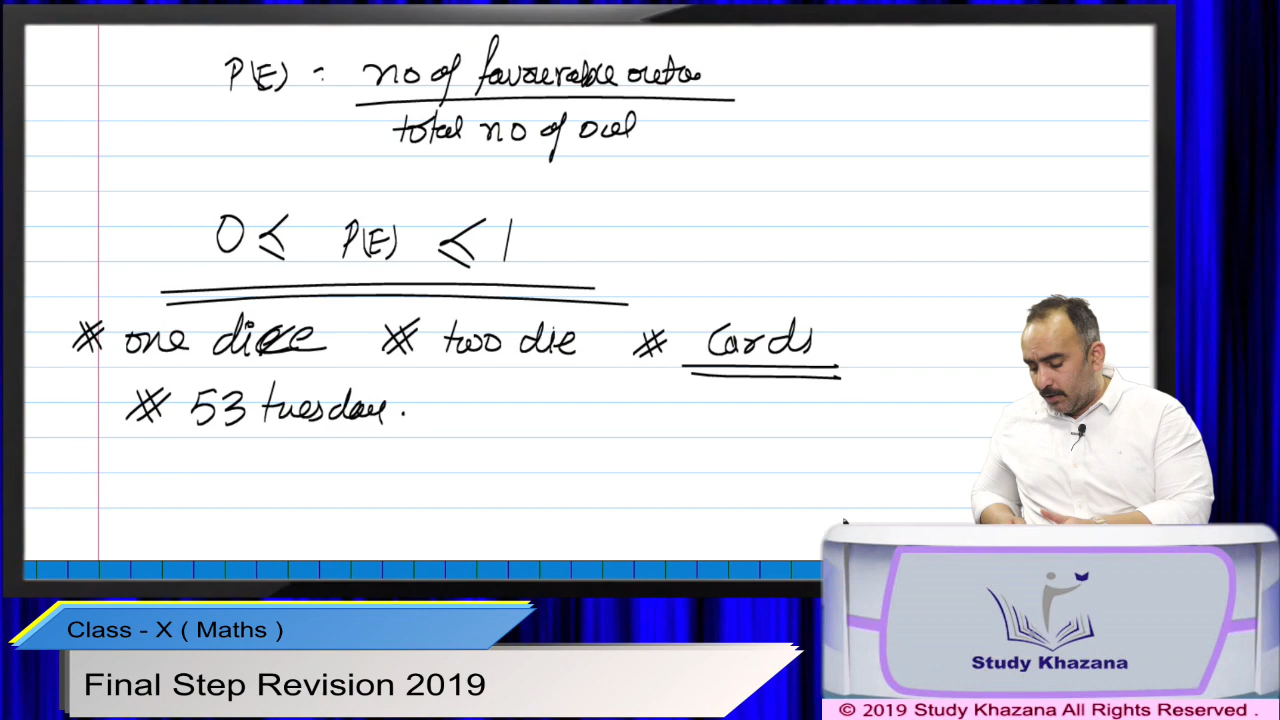 P(E) = no of favourable outco
total no of out
0 ≤ P(E) ≤ 1
* one dice * two die * Cards
* 53 tuesday.
Class - X ( Maths )
Final Step Revision 2019
Study Khazana
© 2019 Study Khazana All Rights Reserved .